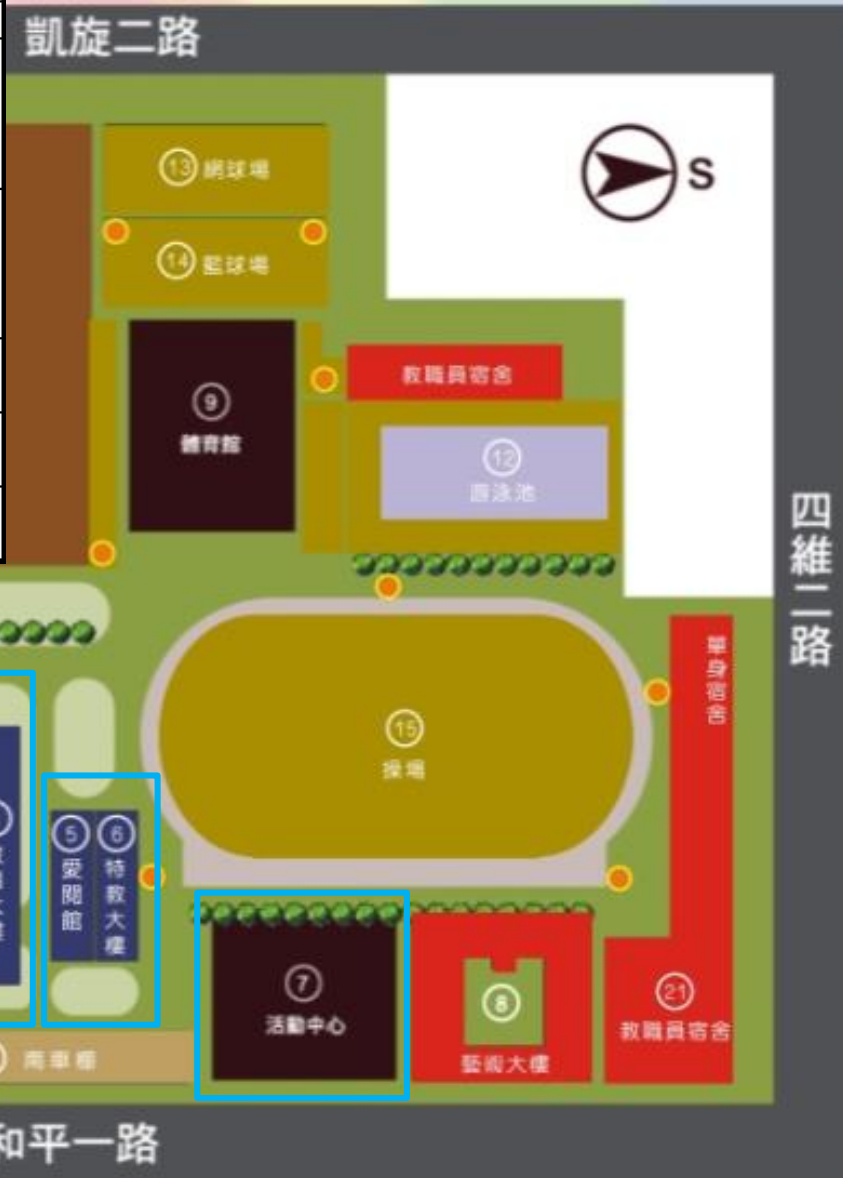 凱旋二路
S
13 網球場
14 籃球場
9
體育館
教職員宿舍
12
游泳池
四維二路
15
操場
單身宿舍
5 愛閱館
6 特教大樓
7
活動中心
8
藝術大樓
21
教職員宿舍
南車棚
和平一路